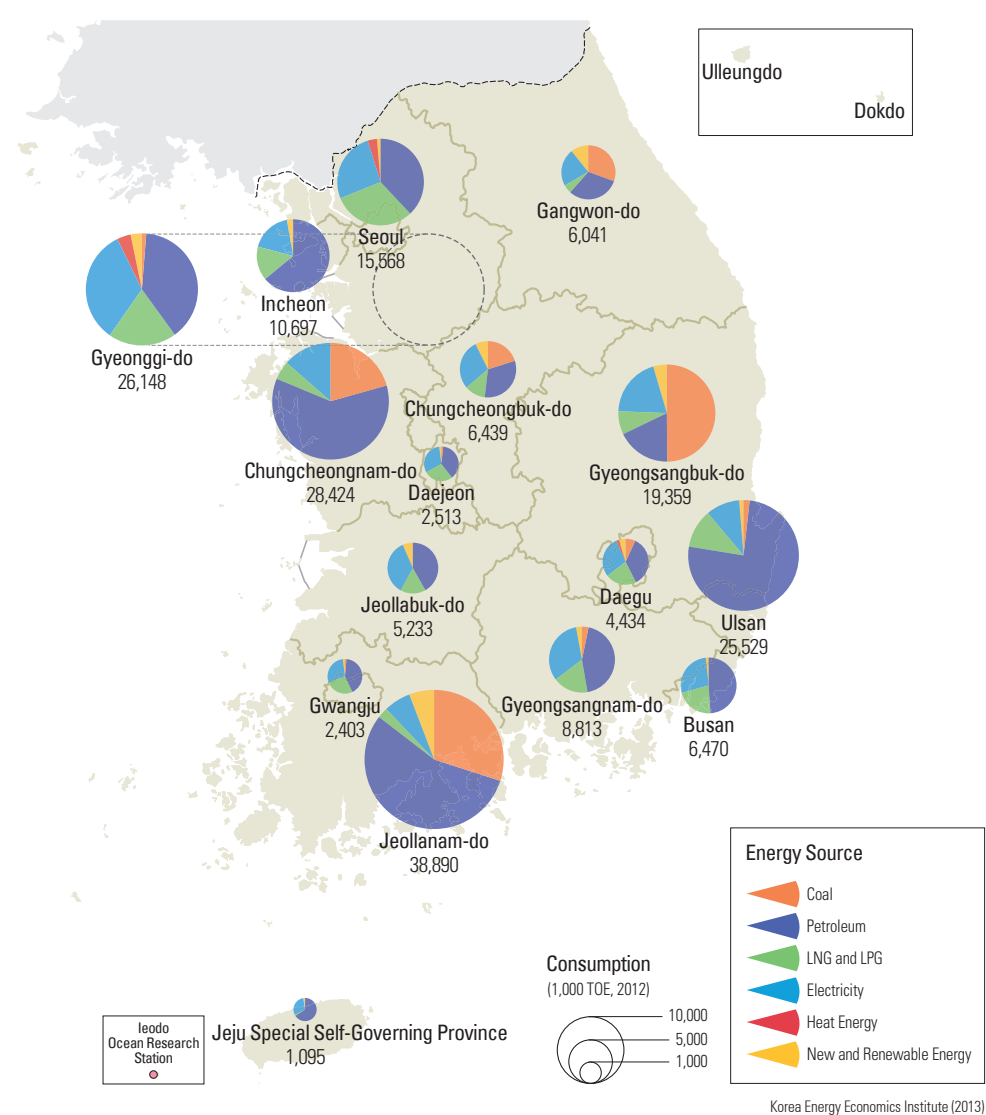 Ulleungdo
Dokdo
Gangwon-do
6,041
Seoul
15,568
Incheon
10,697
Gyeonggi-do
26,148
Chungcheongbuk-do
6,439
Chungcheongnam-do
28,424
Gyeongsangbuk-do
19,359
Daejeon
2,513
Jeollabuk-do
5,233
Daegu
4,434
Ulsan
25,529
Gwangju
2,403
Gyeongsangnam-do
8,813
Busan
6,470
Jeollanam-do
38,890
Energy Source
Coal
Petroleum
LNG and LPG
Electricity
Heat Energy
New and Renewable Energy
Consumption
(1,000 TOE, 2012)
10,000
5,000
1,000
Ieodo
Ocean Research
Station
Jeju Special Self-Governing Province
1,095
Korea Energy Economics Institute (2013)